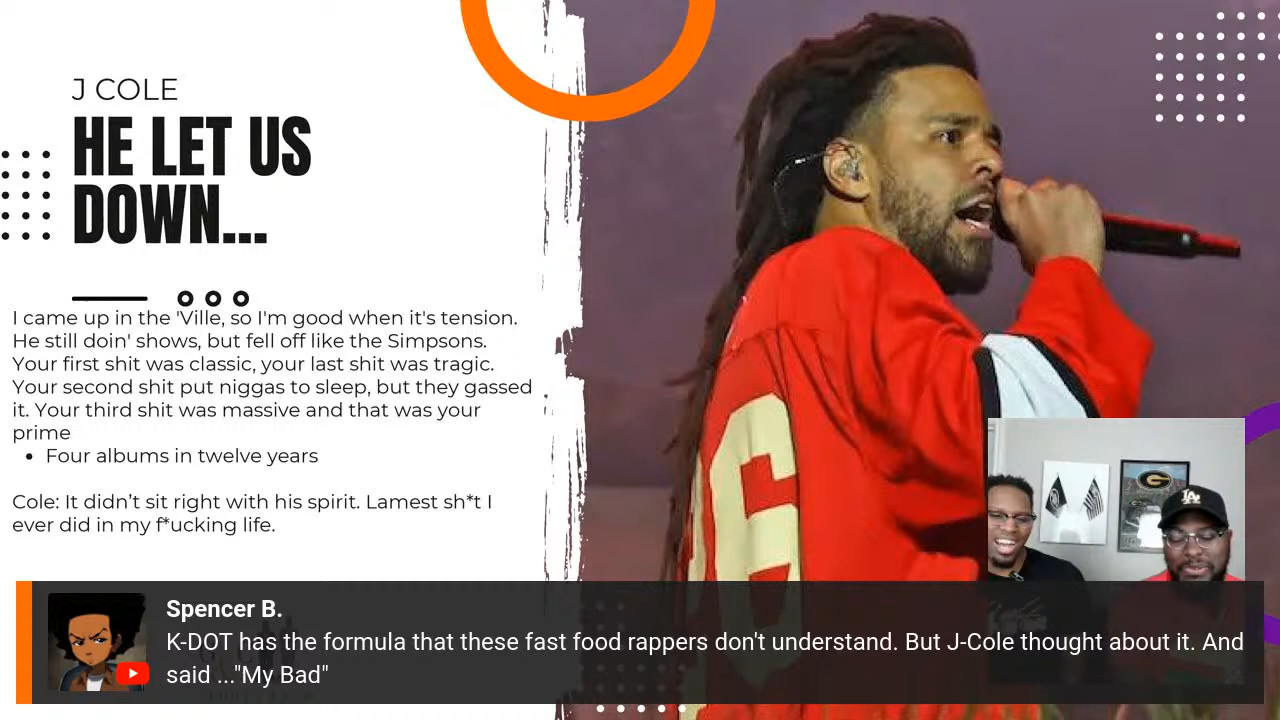 J COLE
HE LET US
DOWN...
I came up in the 'Ville, so I'm good when it's tension.
He still doin' shows, but fell off like the Simpsons.
Your first shit was classic, your last shit was tragic.
Your second shit put niggas to sleep, but they gassed
it. Your third shit was massive and that was your
prime
• Four albums in twelve years
Cole: It didn’t sit right with his spirit. Lamest sh*t I
ever did in my f*ucking life.
96
LA
G
Spencer B.
K-DOT has the formula that these fast food rappers don't understand. But J-Cole thought about it. And
said ..."My Bad"